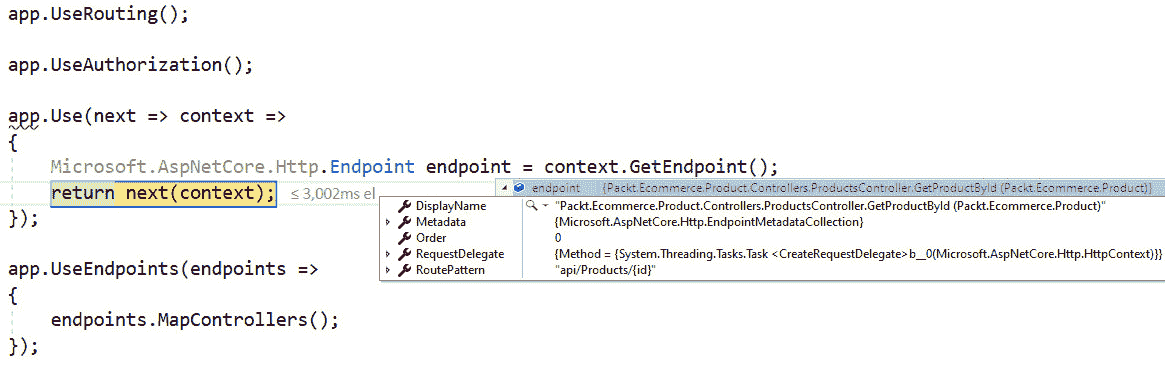 app.UseRouting();
app.UseAuthorization();
app.Use(next => context =>
{
Microsoft.AspNetCore.Http.Endpoint endpoint = context.GetEndpoint();
return next(context); ≤ 3,002ms el
endpoint {Packt.Ecommerce.Product.Controllers.ProductsController.GetProductById (Packt.Ecommerce.Product)}
DisplayName "Packt.Ecommerce.Product.Controllers.ProductsController.GetProductById (Packt.Ecommerce.Product)"
});
Metadata {Microsoft.AspNetCore.Http.EndpointMetadataCollection}
Order 0
RequestDelegate {Method = {System.Threading.Tasks.Task <CreateRequestDelegate>b__0(Microsoft.AspNetCore.Http.HttpContext)}}
RoutePattern "api/Products/{id}"
app.UseEndpoints(endpoints =>
{
endpoints.MapControllers();
});